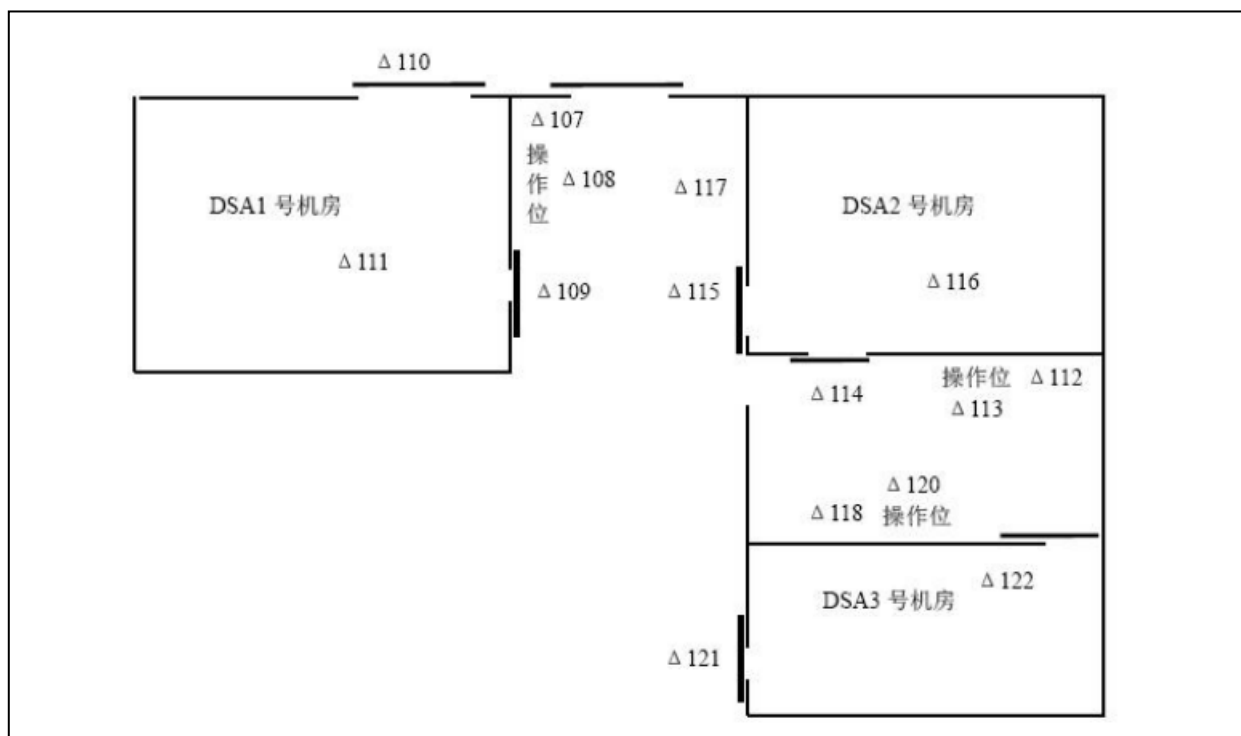 Δ 110
Δ 107
操作位
Δ 108
Δ 117
DSA1 号机房
DSA2 号机房
Δ 111
Δ 109
Δ 115
Δ 116
操作位 Δ 112
Δ 114
Δ 113
Δ 120
Δ 118 操作位
Δ 122
DSA3 号机房
Δ 121